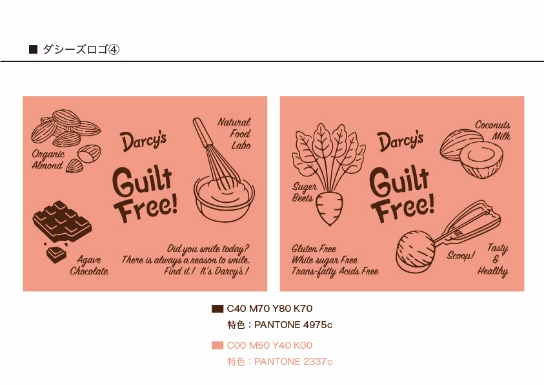 ■ ダシーズロゴ④
Organic
Almond
Darcy's
Guilt
Free!
Natural
Food
Labo
Agave
Chocolate
Did you smile today?
There is always a reason to smile.
Find it! It's Darcy's!
Suger
Beets
Darcy's
Guilt
Free!
Coconuts
Milk
Gluten Free
White sugar Free
Trans-fatty Acids Free
Scoop!
Tasty
&
Healthy
C40 M70 Y80 K70
特色：PANTONE 4975c
C00 M50 Y40 K00
特色：PANTONE 2337c